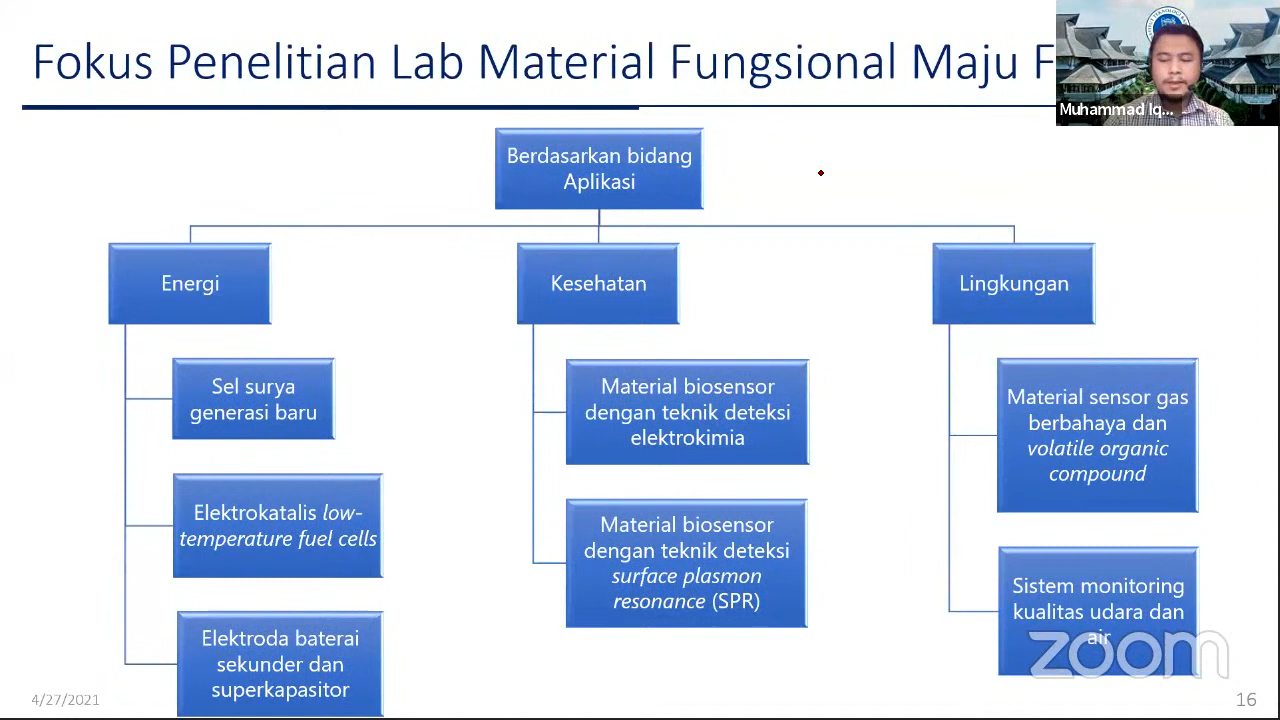 Fokus Penelitian Lab Material Fungsional Maju F
Muhammad Iq...
Berdasarkan bidang
Aplikasi
Energi
Kesehatan
Lingkungan
Sel surya
generasi baru
Elektrokatalis low-
temperature fuel cells
Elektroda baterai
sekunder dan
superkapasitor
Material biosensor
dengan teknik deteksi
elektrokimia
Material biosensor
dengan teknik deteksi
surface plasmon
resonance (SPR)
Material sensor gas
berbahaya dan
volatile organic
compound
Sistem monitoring
kualitas udara dan
air
zoom
4/27/2021
16